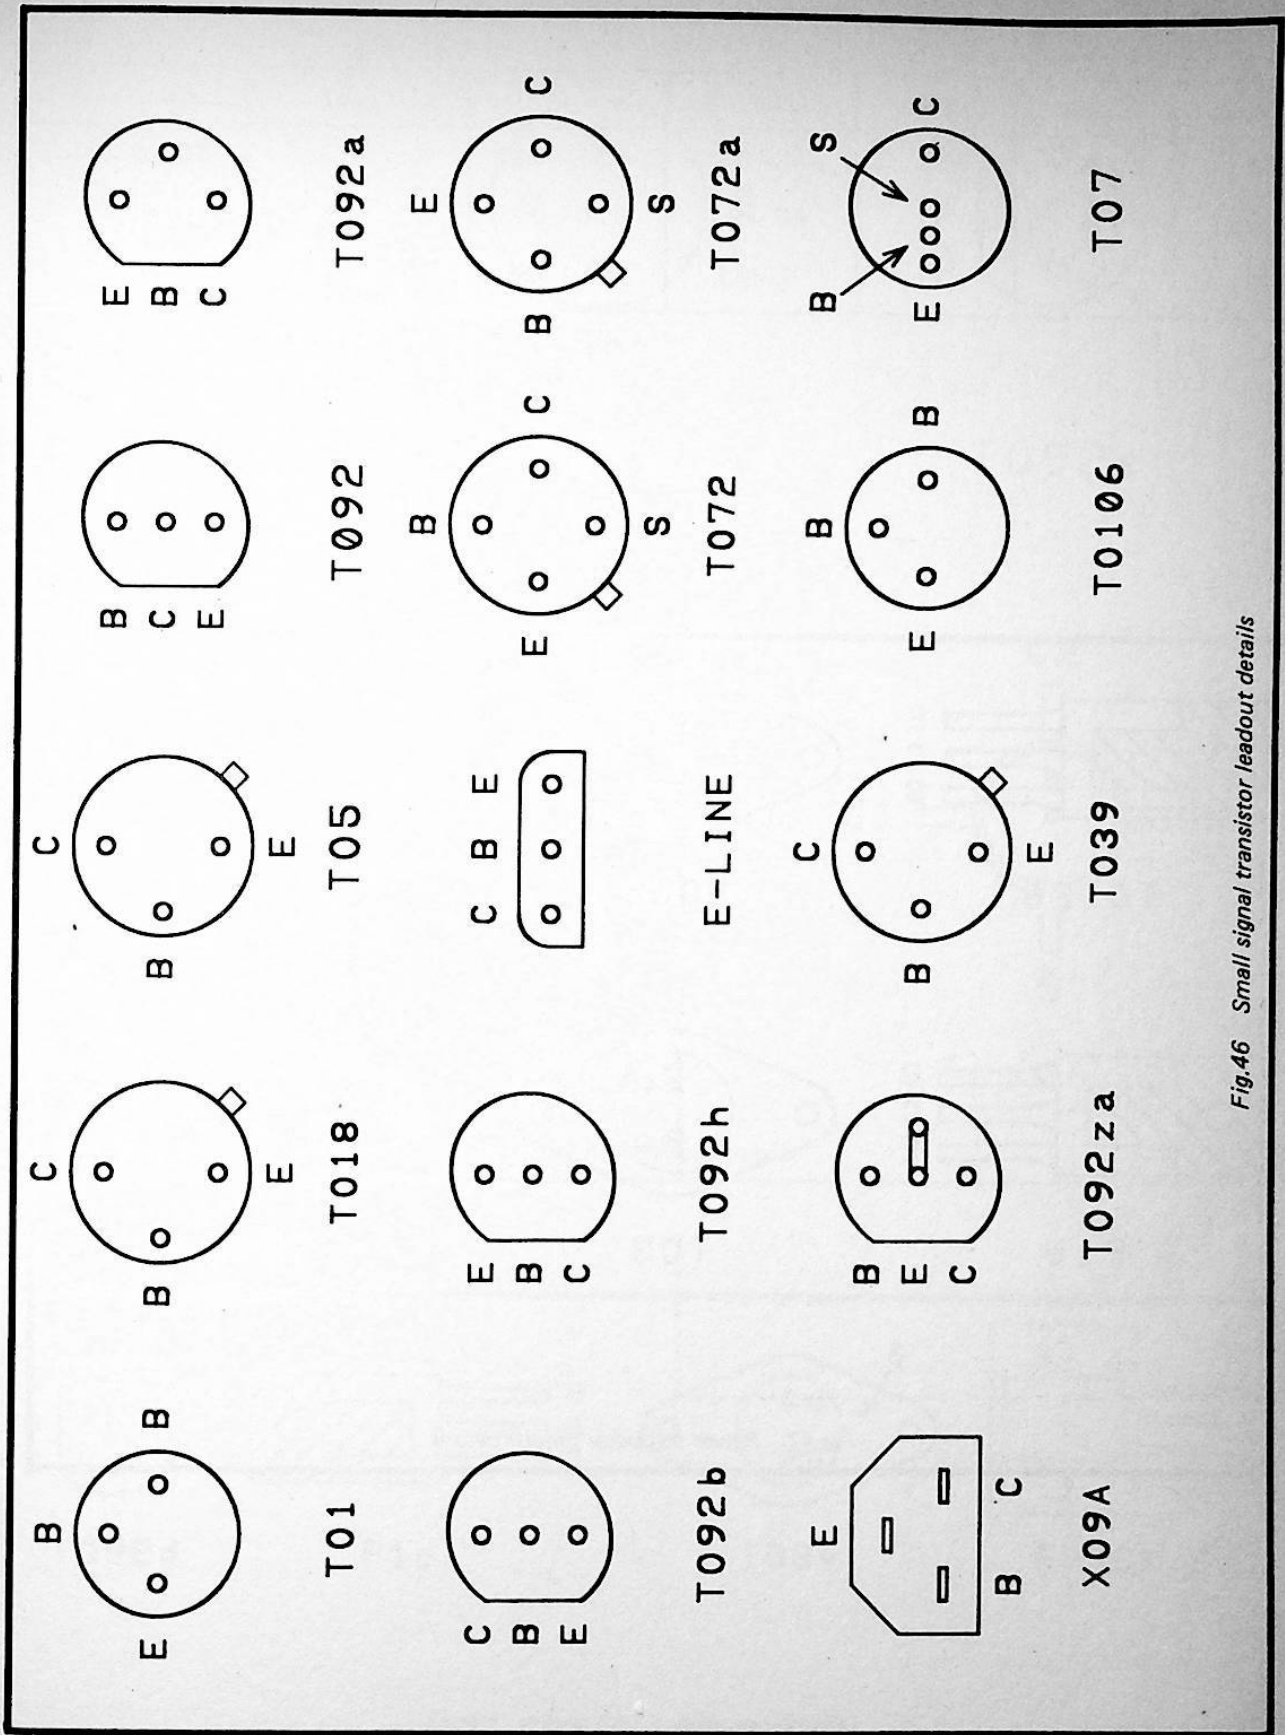 B
E B
T01
C
B
E
T018
C
B
E
T05
B
C
E
T092
E
B
C
T092a
C
B
E
T092b
E
B
C
T092h
C B E
E-LINE
B
E C
S
T072
E
B C
S
T072a
E
B C
X09A
B
E
C
T092za
C
B
E
T039
B
E B
T0106
B S
E C
T07
Fig.46 Small signal transistor leadout details